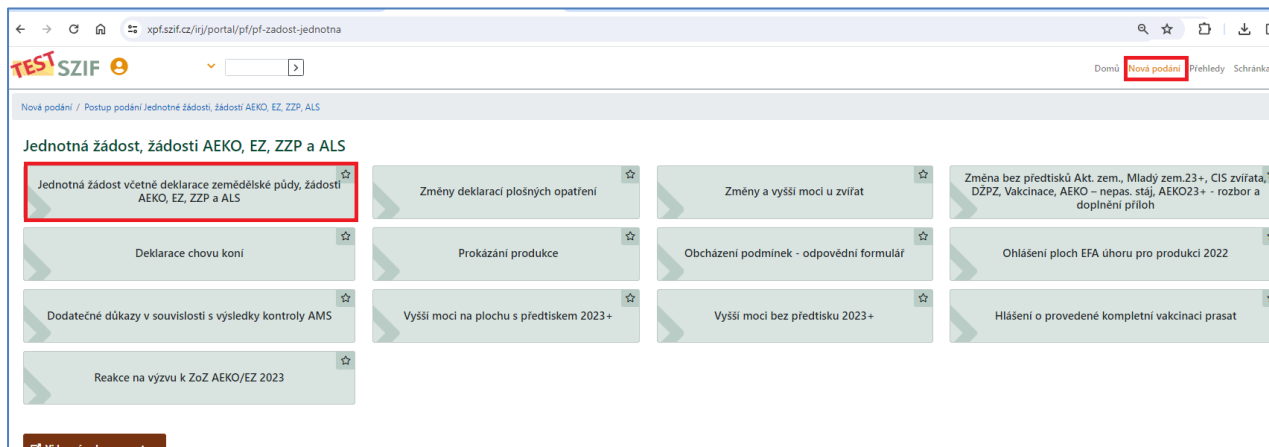 xpf.szif.cz/irj/portal/pf/pf-zadost-jednotna
TEST SZIF
Domů Nová podání Přehledy Schránka
Nová podání / Postup podání Jednotné žádosti, žádostí AEKO, EZ, ZZP, ALS
Jednotná žádost, žádosti AEKO, EZ, ZZP a ALS
Jednotná žádost včetně deklarace zemědělské půdy, žádosti
AEKO, EZ, ZZP a ALS
Změny deklarací plošných opatření
Změny a vyšší moci u zvířat
Změna bez předtisků Akt. zem., Mladý zem.23+, CIS zvířata,
DŽPZ, Vakcinace, AEKO – nepas. stáj, AEKO23+ - rozbor a
doplnění příloh
Deklarace chovu koní
Prokázání produkce
Obcházení podmínek - odpovědní formulář
Ohlášení ploch EFA úhoru pro produkci 2022
Dodatečné důkazy v souvislosti s výsledky kontroly AMS
Vyšší moci na plochu s předtiskem 2023+
Vyšší moci bez předtisku 2023+
Hlášení o provedené kompletní vakcinaci prasat
Reakce na výzvu k ZoZ AEKO/EZ 2023